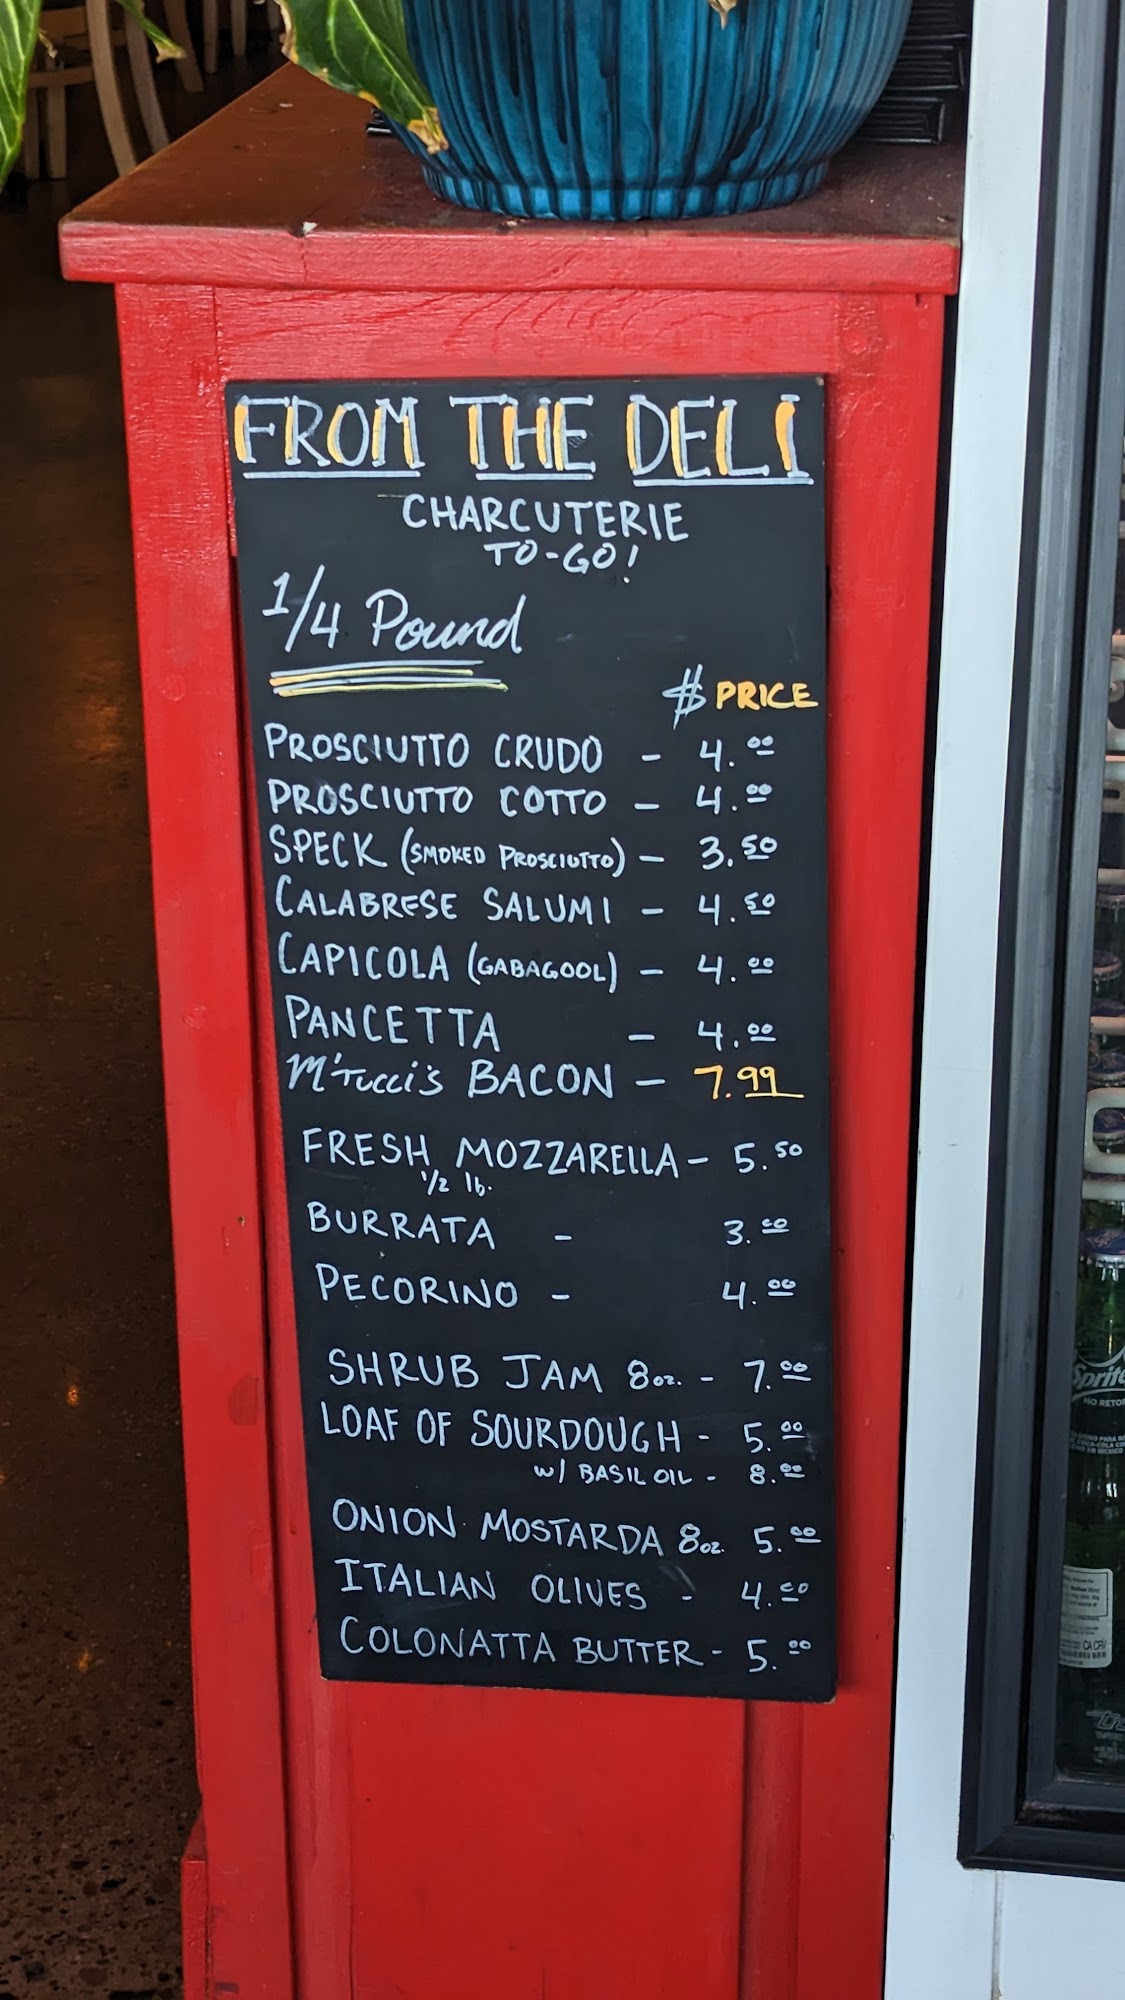 FROM THE DELI
CHARCUTERIE
TO-GO!
1/4 Pound
$ PRICE
PROSCIUTTO CRUDO - 4.00
PROSCIUTTO COTTO - 4.00
SPECK (SMOKED PROSCIUTTO) - 3.50
CALABRESE SALUMI - 4.50
CAPICOLA (GABAGOOL) - 4.00
PANCETTA - 4.00
M'Tucci's BACON - 7.99
FRESH MOZZARELLA - 5.50
1/2 lb.
BURRATA - 3.00
PECORINO - 4.00
SHRUB JAM 8oz. - 7.00
LOAF OF SOURDOUGH - 5.00
W/ BASIL OIL - 8.00
ONION MOSTARDA 8oz. 5.00
ITALIAN OLIVES - 4.00
COLONATTA BUTTER - 5.00
Sprite
CA CRV